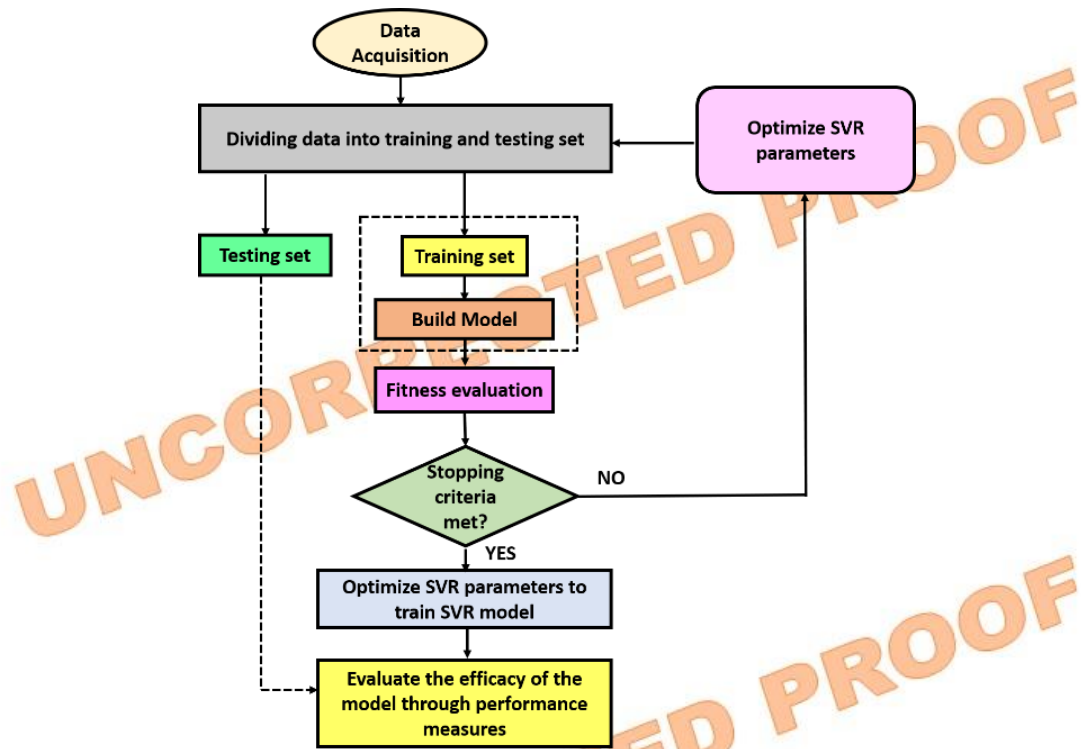 Data
Acquisition
Dividing data into training and testing set
Optimize SVR
parameters
Testing set
Training set
Build Model
Fitness evaluation
Stopping
criteria
met?
NO
YES
Optimize SVR parameters to
train SVR model
Evaluate the efficacy of the
model through performance
measures
UNCORRECTED PROOF
PROOF